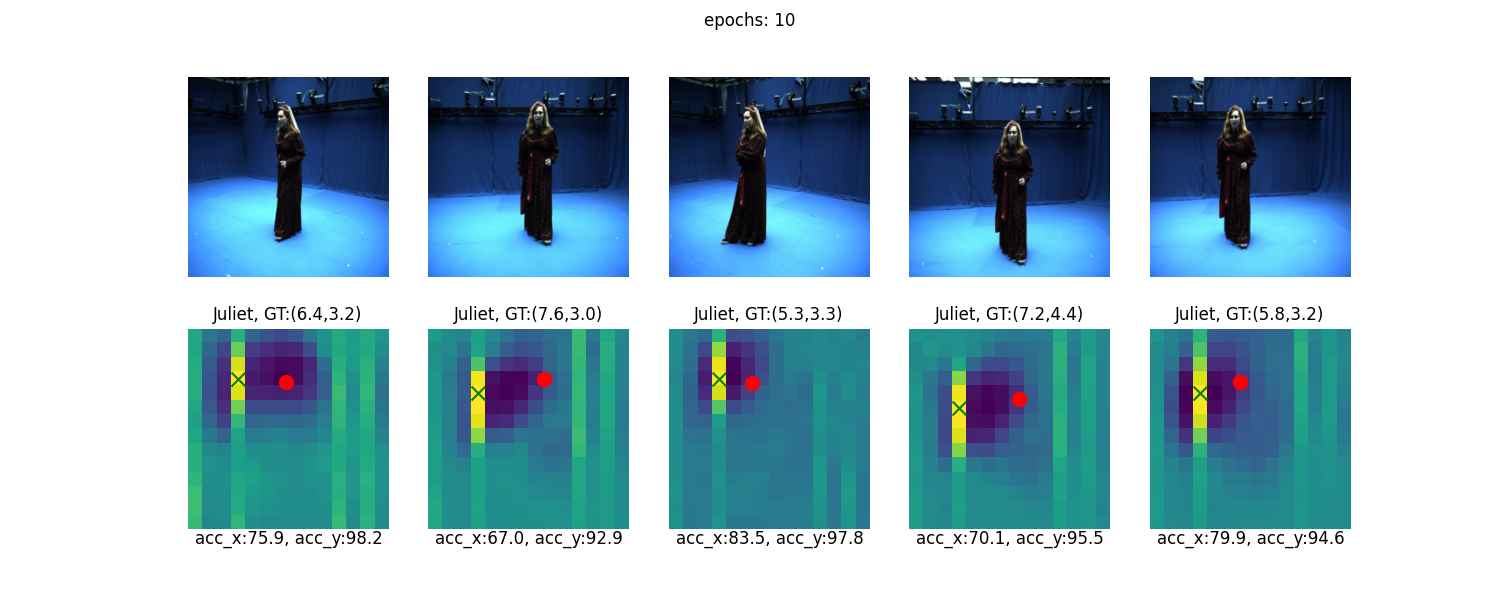 epochs: 10
Juliet, GT:(6.4,3.2)
Juliet, GT:(7.6,3.0)
Juliet, GT:(5.3,3.3)
Juliet, GT:(7.2,4.4)
Juliet, GT:(5.8,3.2)
acc_x:75.9, acc_y:98.2
acc_x:67.0, acc_y:92.9
acc_x:83.5, acc_y:97.8
acc_x:70.1, acc_y:95.5
acc_x:79.9, acc_y:94.6